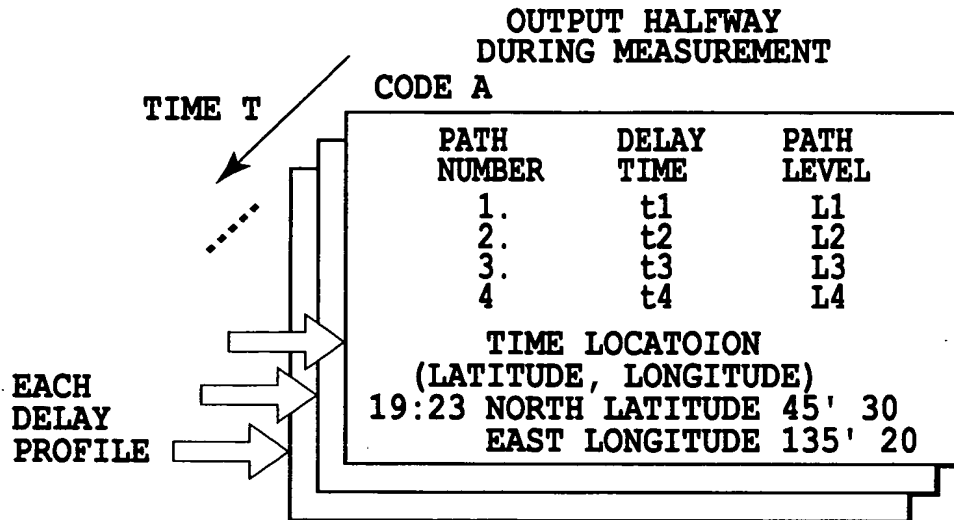 OUTPUT HALFWAY
DURING MEASUREMENT
TIME T
CODE A
PATH NUMBER DELAY TIME PATH LEVEL
1. t1 L1
2. t2 L2
3. t3 L3
4 t4 L4
TIME LOCATOION
(LATITUDE, LONGITUDE)
19:23 NORTH LATITUDE 45' 30
EAST LONGITUDE 135' 20
EACH
DELAY
PROFILE